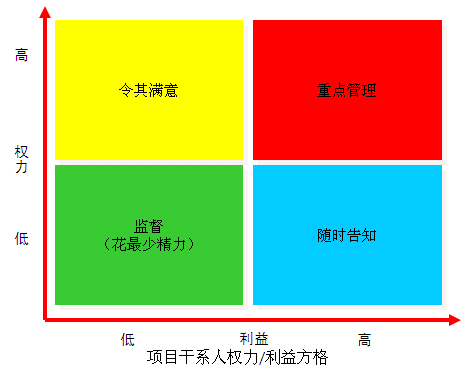 高
令其满意
重点管理
权
力
低
监督
（花最少精力）
随时告知
低
利益
高
项目干系人权力/利益方格